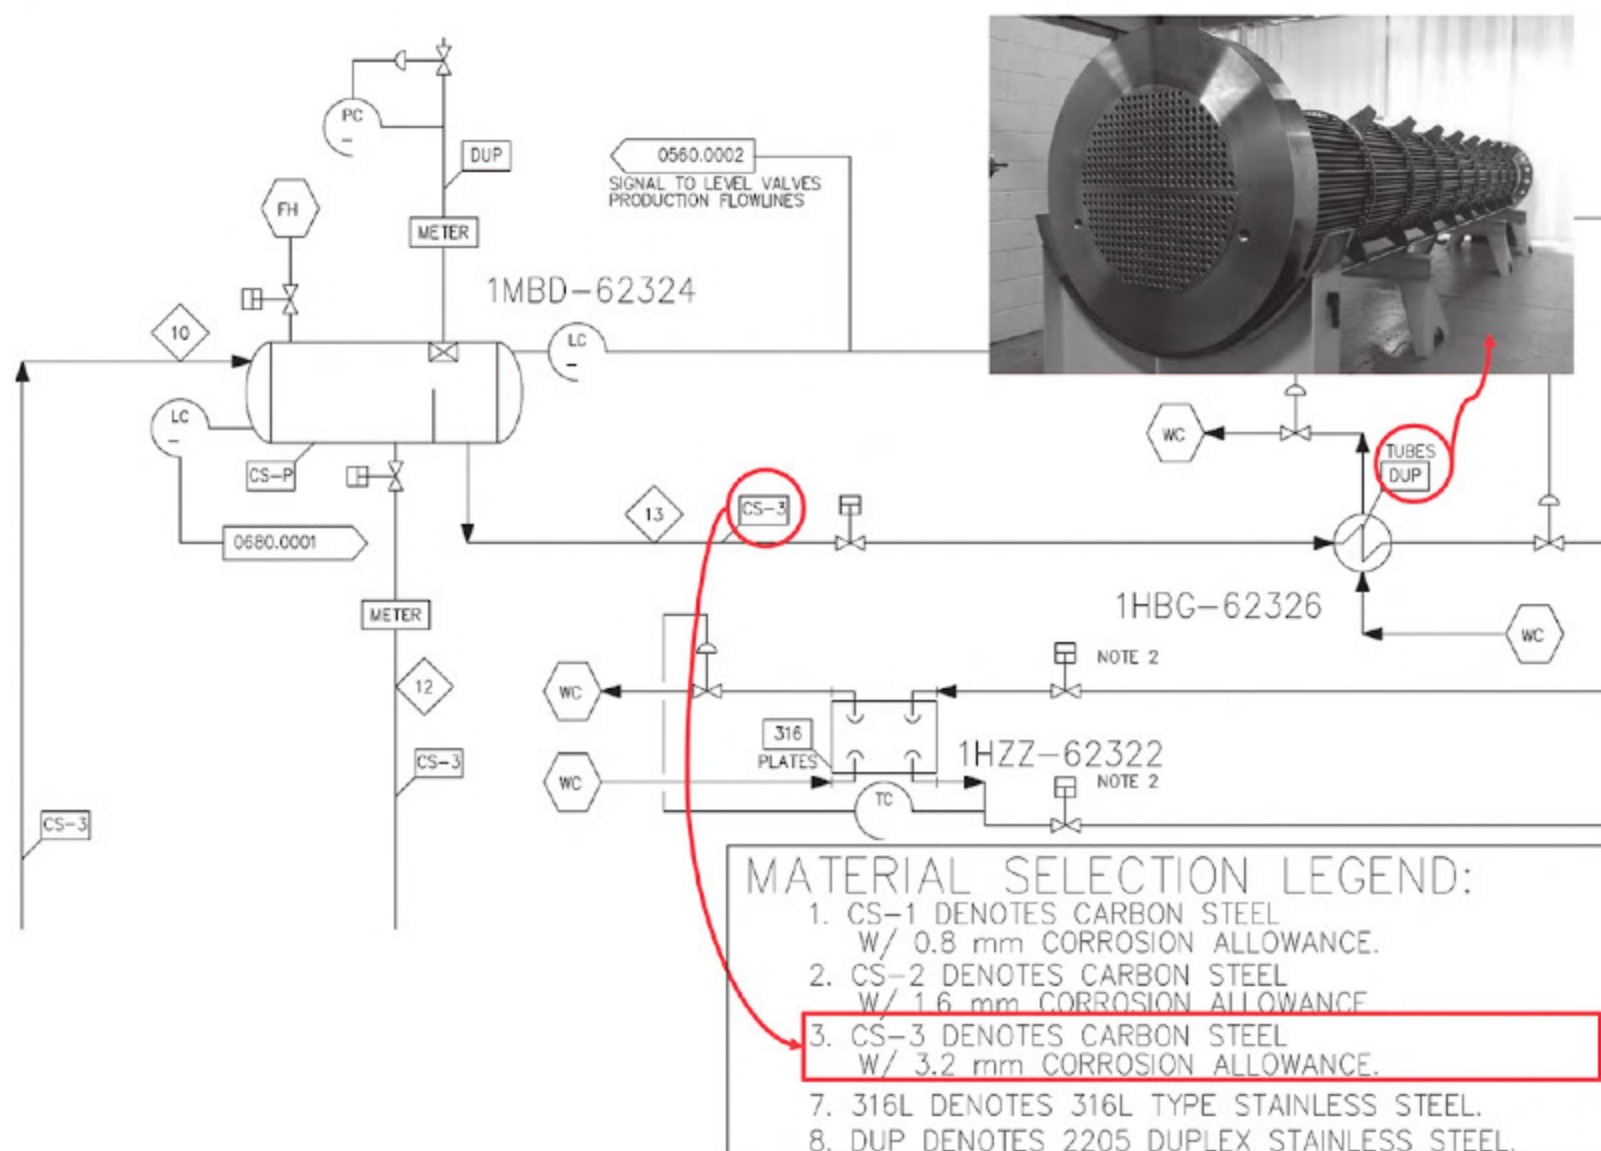 PC
–
DUP
0560.0002
SIGNAL TO LEVEL VALVES
PRODUCTION FLOWLINES
FH
METER
1MBD-62324
10
LC
–
LC
–
WC
TUBES
DUP
CS-P
13
CS-3
0680.0001
METER
1HBG-62326
WC
NOTE 2
12
WC
316
PLATES
1HZZ-62322
CS-3
WC
NOTE 2
TC
CS-3
MATERIAL SELECTION LEGEND:
1. CS-1 DENOTES CARBON STEEL
W/ 0.8 mm CORROSION ALLOWANCE.
2. CS-2 DENOTES CARBON STEEL
W/ 1.6 mm CORROSION ALLOWANCE
3. CS-3 DENOTES CARBON STEEL
W/ 3.2 mm CORROSION ALLOWANCE.
7. 316L DENOTES 316L TYPE STAINLESS STEEL.
8. DUP DENOTES 2205 DUPLEX STAINLESS STEEL.